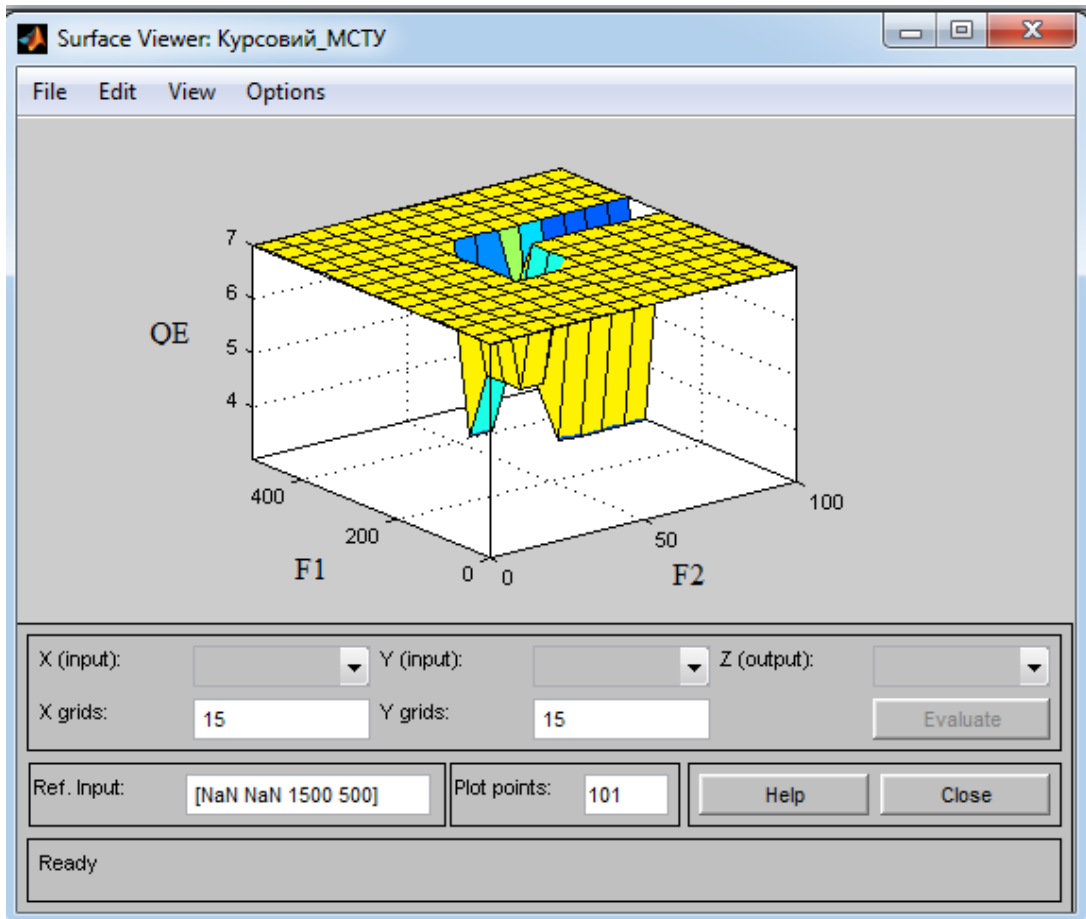 Surface Viewer: Курсовий_МСТУ
File Edit View Options
7
6
5
4
QE
400
200
0
F1
0
50
100
F2
X (input): Y (input): Z (output):
X grids: 15 Y grids: 15 Evaluate
Ref. Input: [NaN NaN 1500 500] Plot points: 101 Help Close
Ready